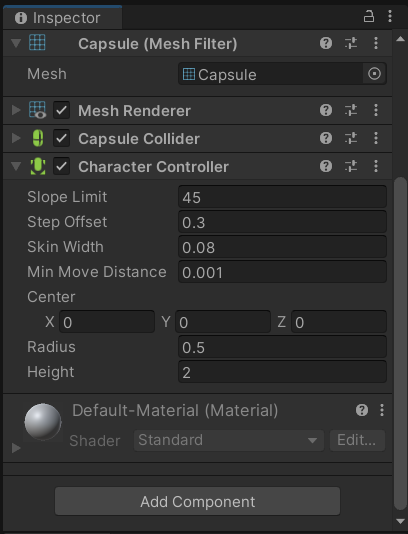 Inspector
Capsule (Mesh Filter)
Mesh Capsule
Mesh Renderer
Capsule Collider
Character Controller
Slope Limit 45
Step Offset 0.3
Skin Width 0.08
Min Move Distance 0.001
Center
X 0 Y 0 Z 0
Radius 0.5
Height 2
Default-Material (Material)
Shader Standard Edit...
Add Component